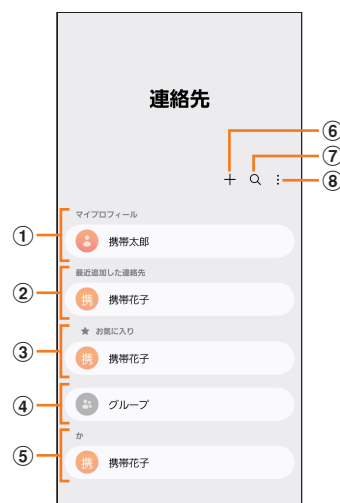 連絡先
⑥
⑦
⑧
マイプロフィール
① 携帯太郎
最近追加した連絡先
② 携 携帯花子
★ お気に入り
③ 携 携帯花子
④ グループ
か
⑤ 携 携帯花子